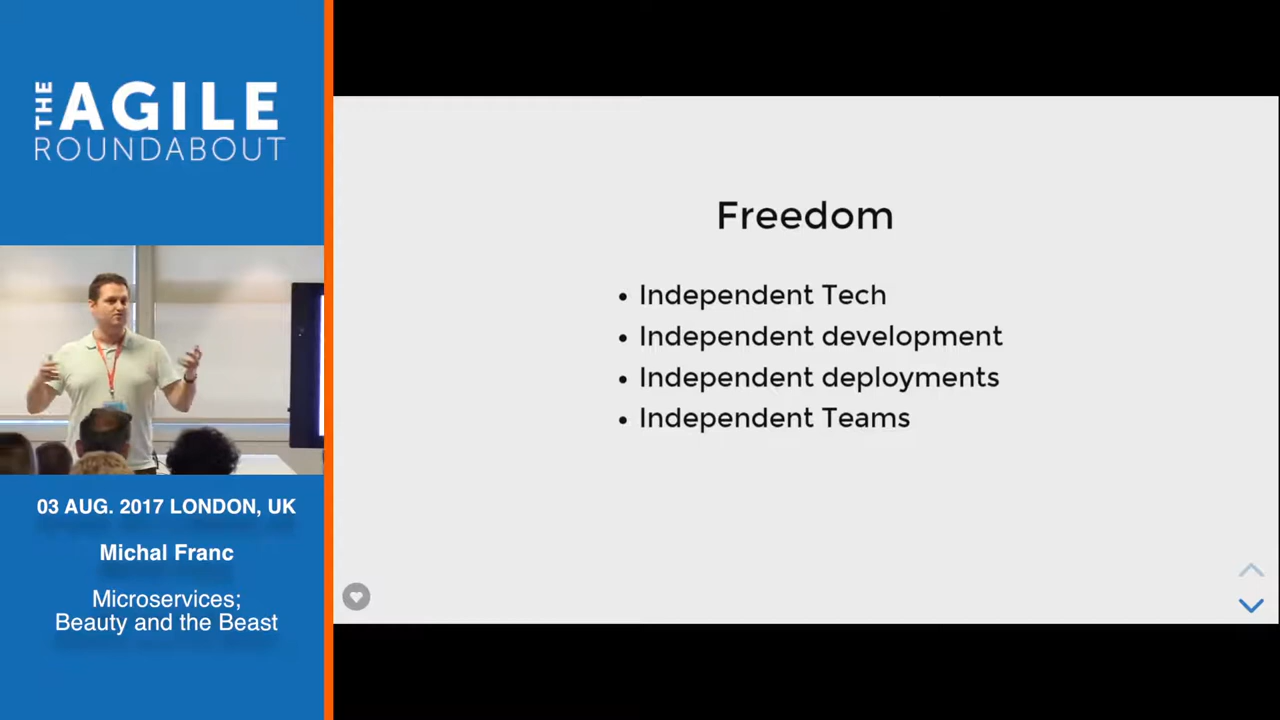 THE AGILE
ROUNDABOUT
03 AUG. 2017 LONDON, UK
Michal Franc
Microservices;
Beauty and the Beast
Freedom
• Independent Tech
• Independent development
• Independent deployments
• Independent Teams